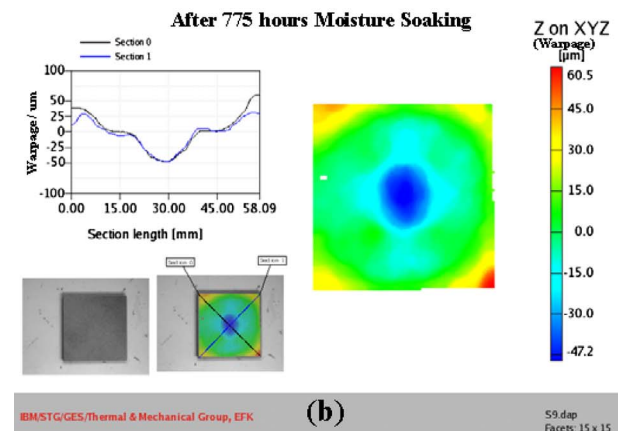 After 775 hours Moisture Soaking
Z on XYZ
(Warpage)
[µm]
Section 0
Section 1
100
50
25
0
-25
-50
-100
Warpage / um
0.00 15.00 30.00 45.00 58.09
Section length [mm]
60.5
45.0
30.0
15.0
0.0
-15.0
-30.0
-47.2
Section 0
Section 1
IBM/STG/GES/Thermal & Mechanical Group, EFK
(b)
S9.dap
Facets: 15 x 15